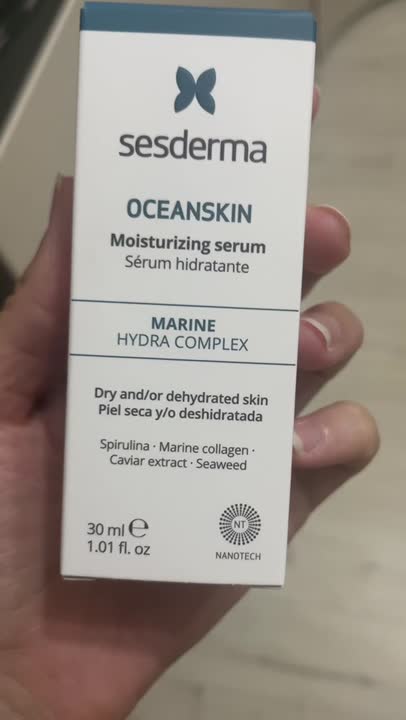 sesderma
OCEANSKIN
Moisturizing serum
Sérum hidratante
MARINE
HYDRA COMPLEX
Dry and/or dehydrated skin
Piel seca y/o deshidratada
Spirulina · Marine collagen ·
Caviar extract · Seaweed
30 ml ℮
1.01 fl. oz
NT
NANOTECH